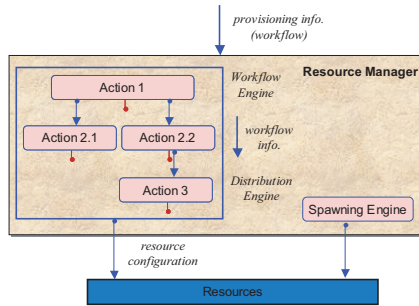 provisioning info.
(workflow)
Resource Manager
Workflow
Engine
Action 1
Action 2.1
Action 2.2
workflow
info.
Action 3
Distribution
Engine
Spawning Engine
resource
configuration
Resources